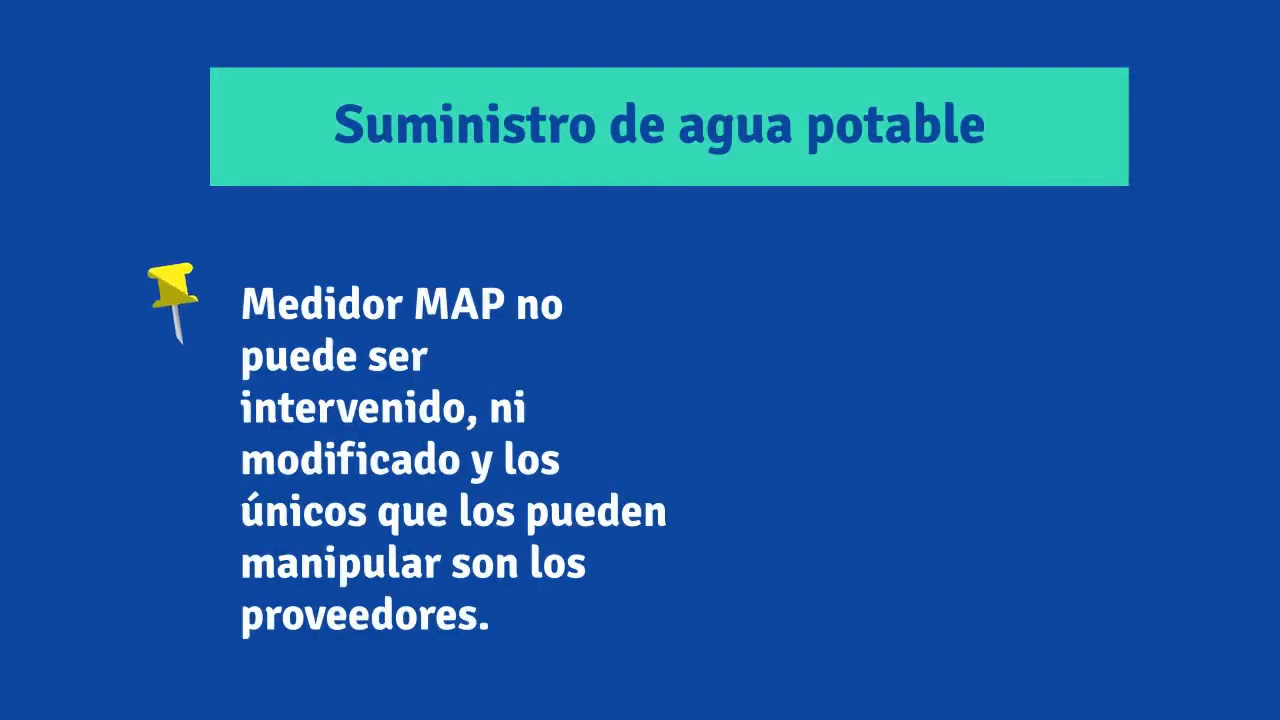 Suministro de agua potable
Medidor MAP no
puede ser
intervenido, ni
modificado y los
únicos que los pueden
manipular son los
proveedores.